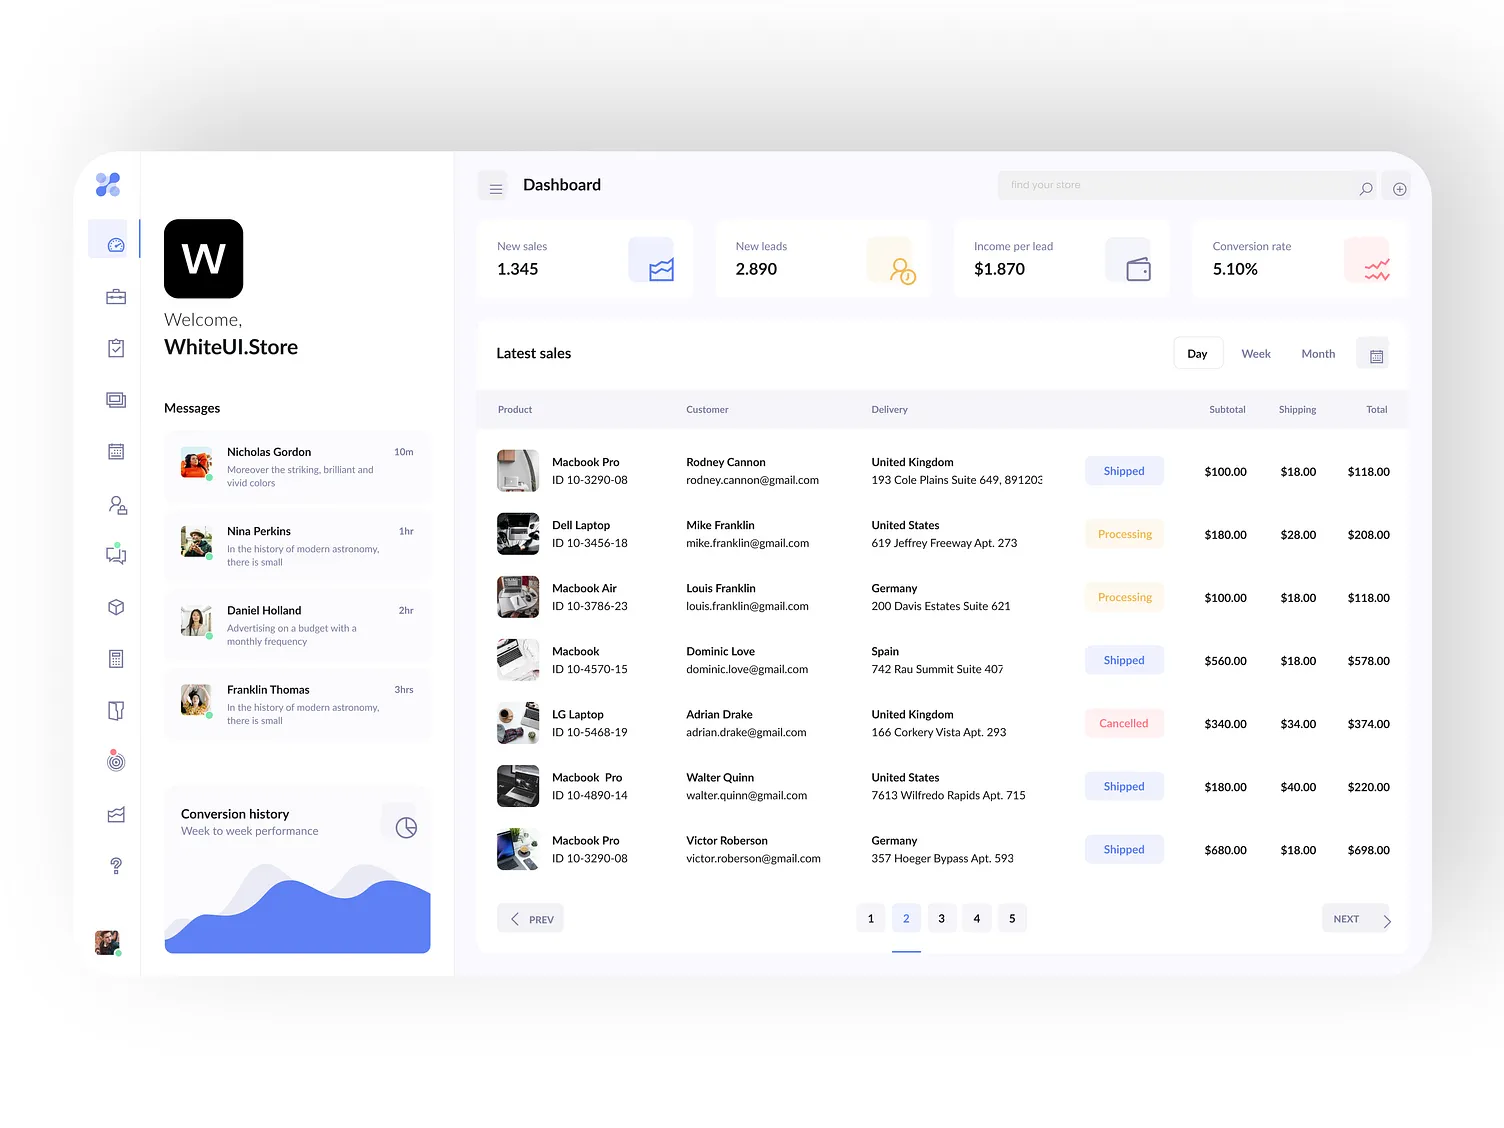 W
Welcome,
WhiteUI.Store
Messages
Nicholas Gordon 10m
Moreover the striking, brilliant and
vivid colors
Nina Perkins 1hr
In the history of modern astronomy,
there is small
Daniel Holland 2hr
Advertising on a budget with a
monthly frequency
Franklin Thomas 3hrs
In the history of modern astronomy,
there is small
Conversion history
Week to week performance
Dashboard
find your store
New sales
1.345
New leads
2.890
Income per lead
$1.870
Conversion rate
5.10%
Latest sales
Day Week Month
Product Customer Delivery Subtotal Shipping Total
Macbook Pro Rodney Cannon United Kingdom
ID 10-3290-08 rodney.cannon@gmail.com 193 Cole Plains Suite 649, 891203
Shipped $100.00 $18.00 $118.00
Dell Laptop Mike Franklin United States
ID 10-3456-18 mike.franklin@gmail.com 619 Jeffrey Freeway Apt. 273
Processing $180.00 $28.00 $208.00
Macbook Air Louis Franklin Germany
ID 10-3786-23 louis.franklin@gmail.com 200 Davis Estates Suite 621
Processing $100.00 $18.00 $118.00
Macbook Dominic Love Spain
ID 10-4570-15 dominic.love@gmail.com 742 Rau Summit Suite 407
Shipped $560.00 $18.00 $578.00
LG Laptop Adrian Drake United Kingdom
ID 10-5468-19 adrian.drake@gmail.com 166 Corkery Vista Apt. 293
Cancelled $340.00 $34.00 $374.00
Macbook Pro Walter Quinn United States
ID 10-4890-14 walter.quinn@gmail.com 7613 Wilfredo Rapids Apt. 715
Shipped $180.00 $40.00 $220.00
Macbook Pro Victor Roberson Germany
ID 10-3290-08 victor.roberson@gmail.com 357 Hoeger Bypass Apt. 593
Shipped $680.00 $18.00 $698.00
PREV 1 2 3 4 5 NEXT